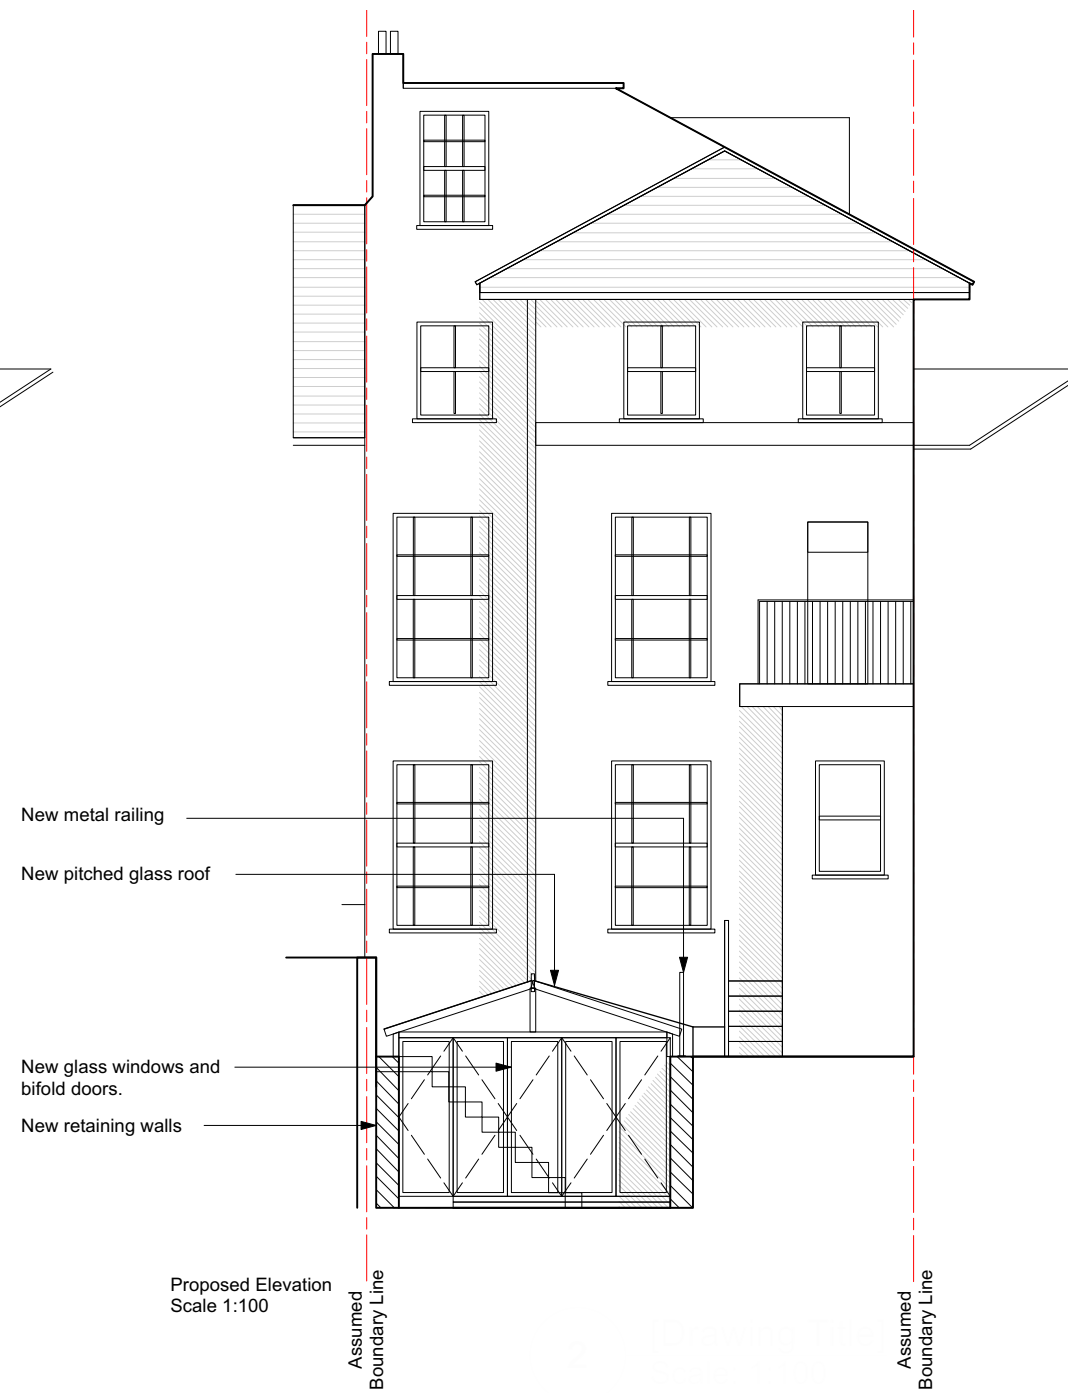 New metal railing
New pitched glass roof
New glass windows and
bifold doors.
New retaining walls
Proposed Elevation
Scale 1:100
Assumed
Boundary Line
Assumed
Boundary Line